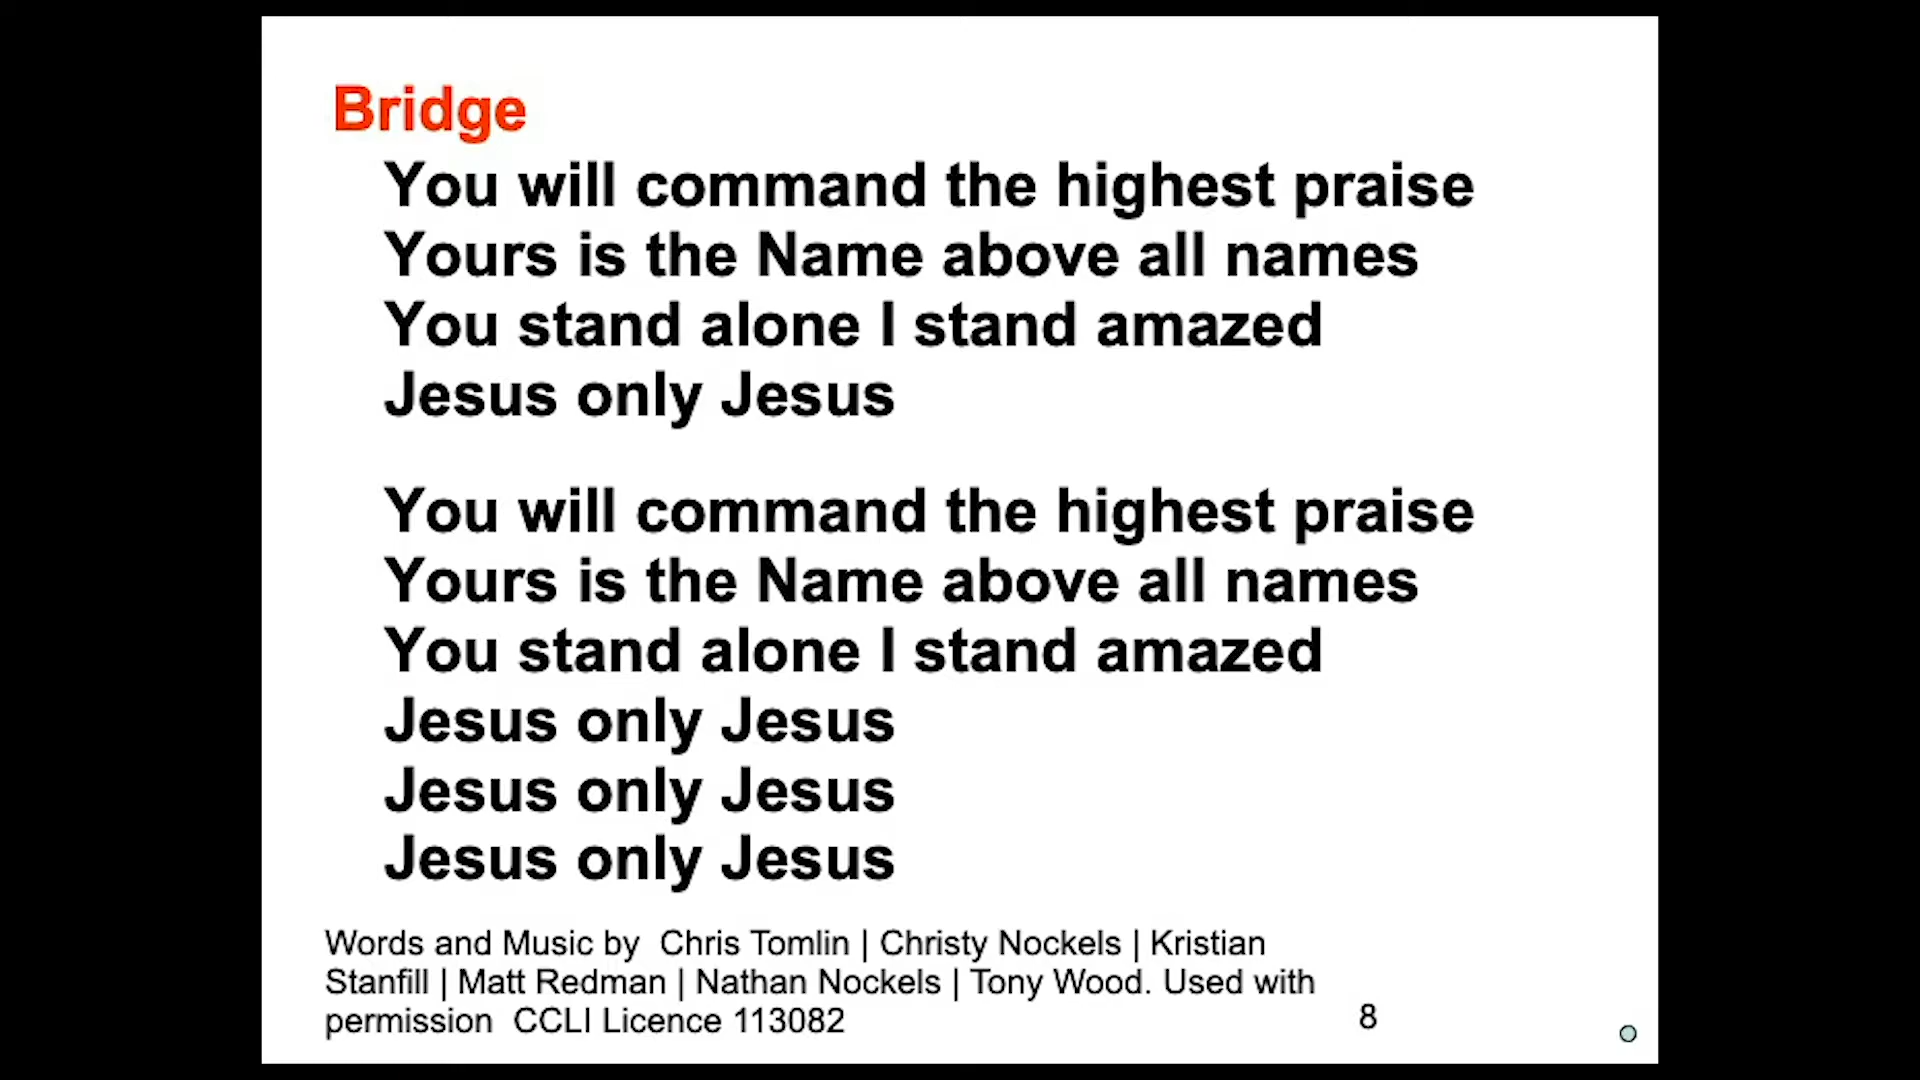 Bridge
You will command the highest praise
Yours is the Name above all names
You stand alone I stand amazed
Jesus only Jesus
You will command the highest praise
Yours is the Name above all names
You stand alone I stand amazed
Jesus only Jesus
Jesus only Jesus
Jesus only Jesus
Words and Music by  Chris Tomlin | Christy Nockels | Kristian
Stanfill | Matt Redman | Nathan Nockels | Tony Wood. Used with
permission  CCLI Licence 113082
8